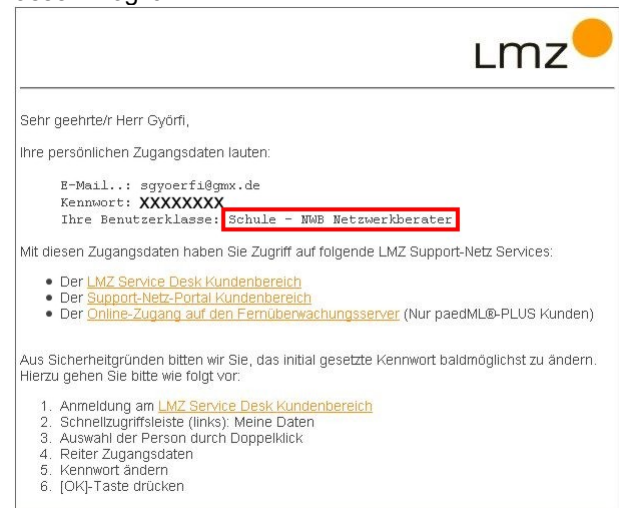 LMZ
Sehr geehrte/r Herr Györfi,
Ihre persönlichen Zugangsdaten lauten:
E-Mail..: sgyoerfi@gmx.de
Kennwort: XXXXXXXX
Ihre Benutzerklasse: Schule - NWB Netzwerkberater
Mit diesen Zugangsdaten haben Sie Zugriff auf folgende LMZ Support-Netz Services:
• Der LMZ Service Desk Kundenbereich
• Der Support-Netz-Portal Kundenbereich
• Der Online-Zugang auf den Fernüberwachungsserver (Nur paedML®-PLUS Kunden)
Aus Sicherheitgründen bitten wir Sie, das initial gesetzte Kennwort baldmöglichst zu ändern.
Hierzu gehen Sie bitte wie folgt vor:
1. Anmeldung am LMZ Service Desk Kundenbereich
2. Schnellzugriffsleiste (links): Meine Daten
3. Auswahl der Person durch Doppelklick
4. Reiter Zugangsdaten
5. Kennwort ändern
6. [OK]-Taste drücken